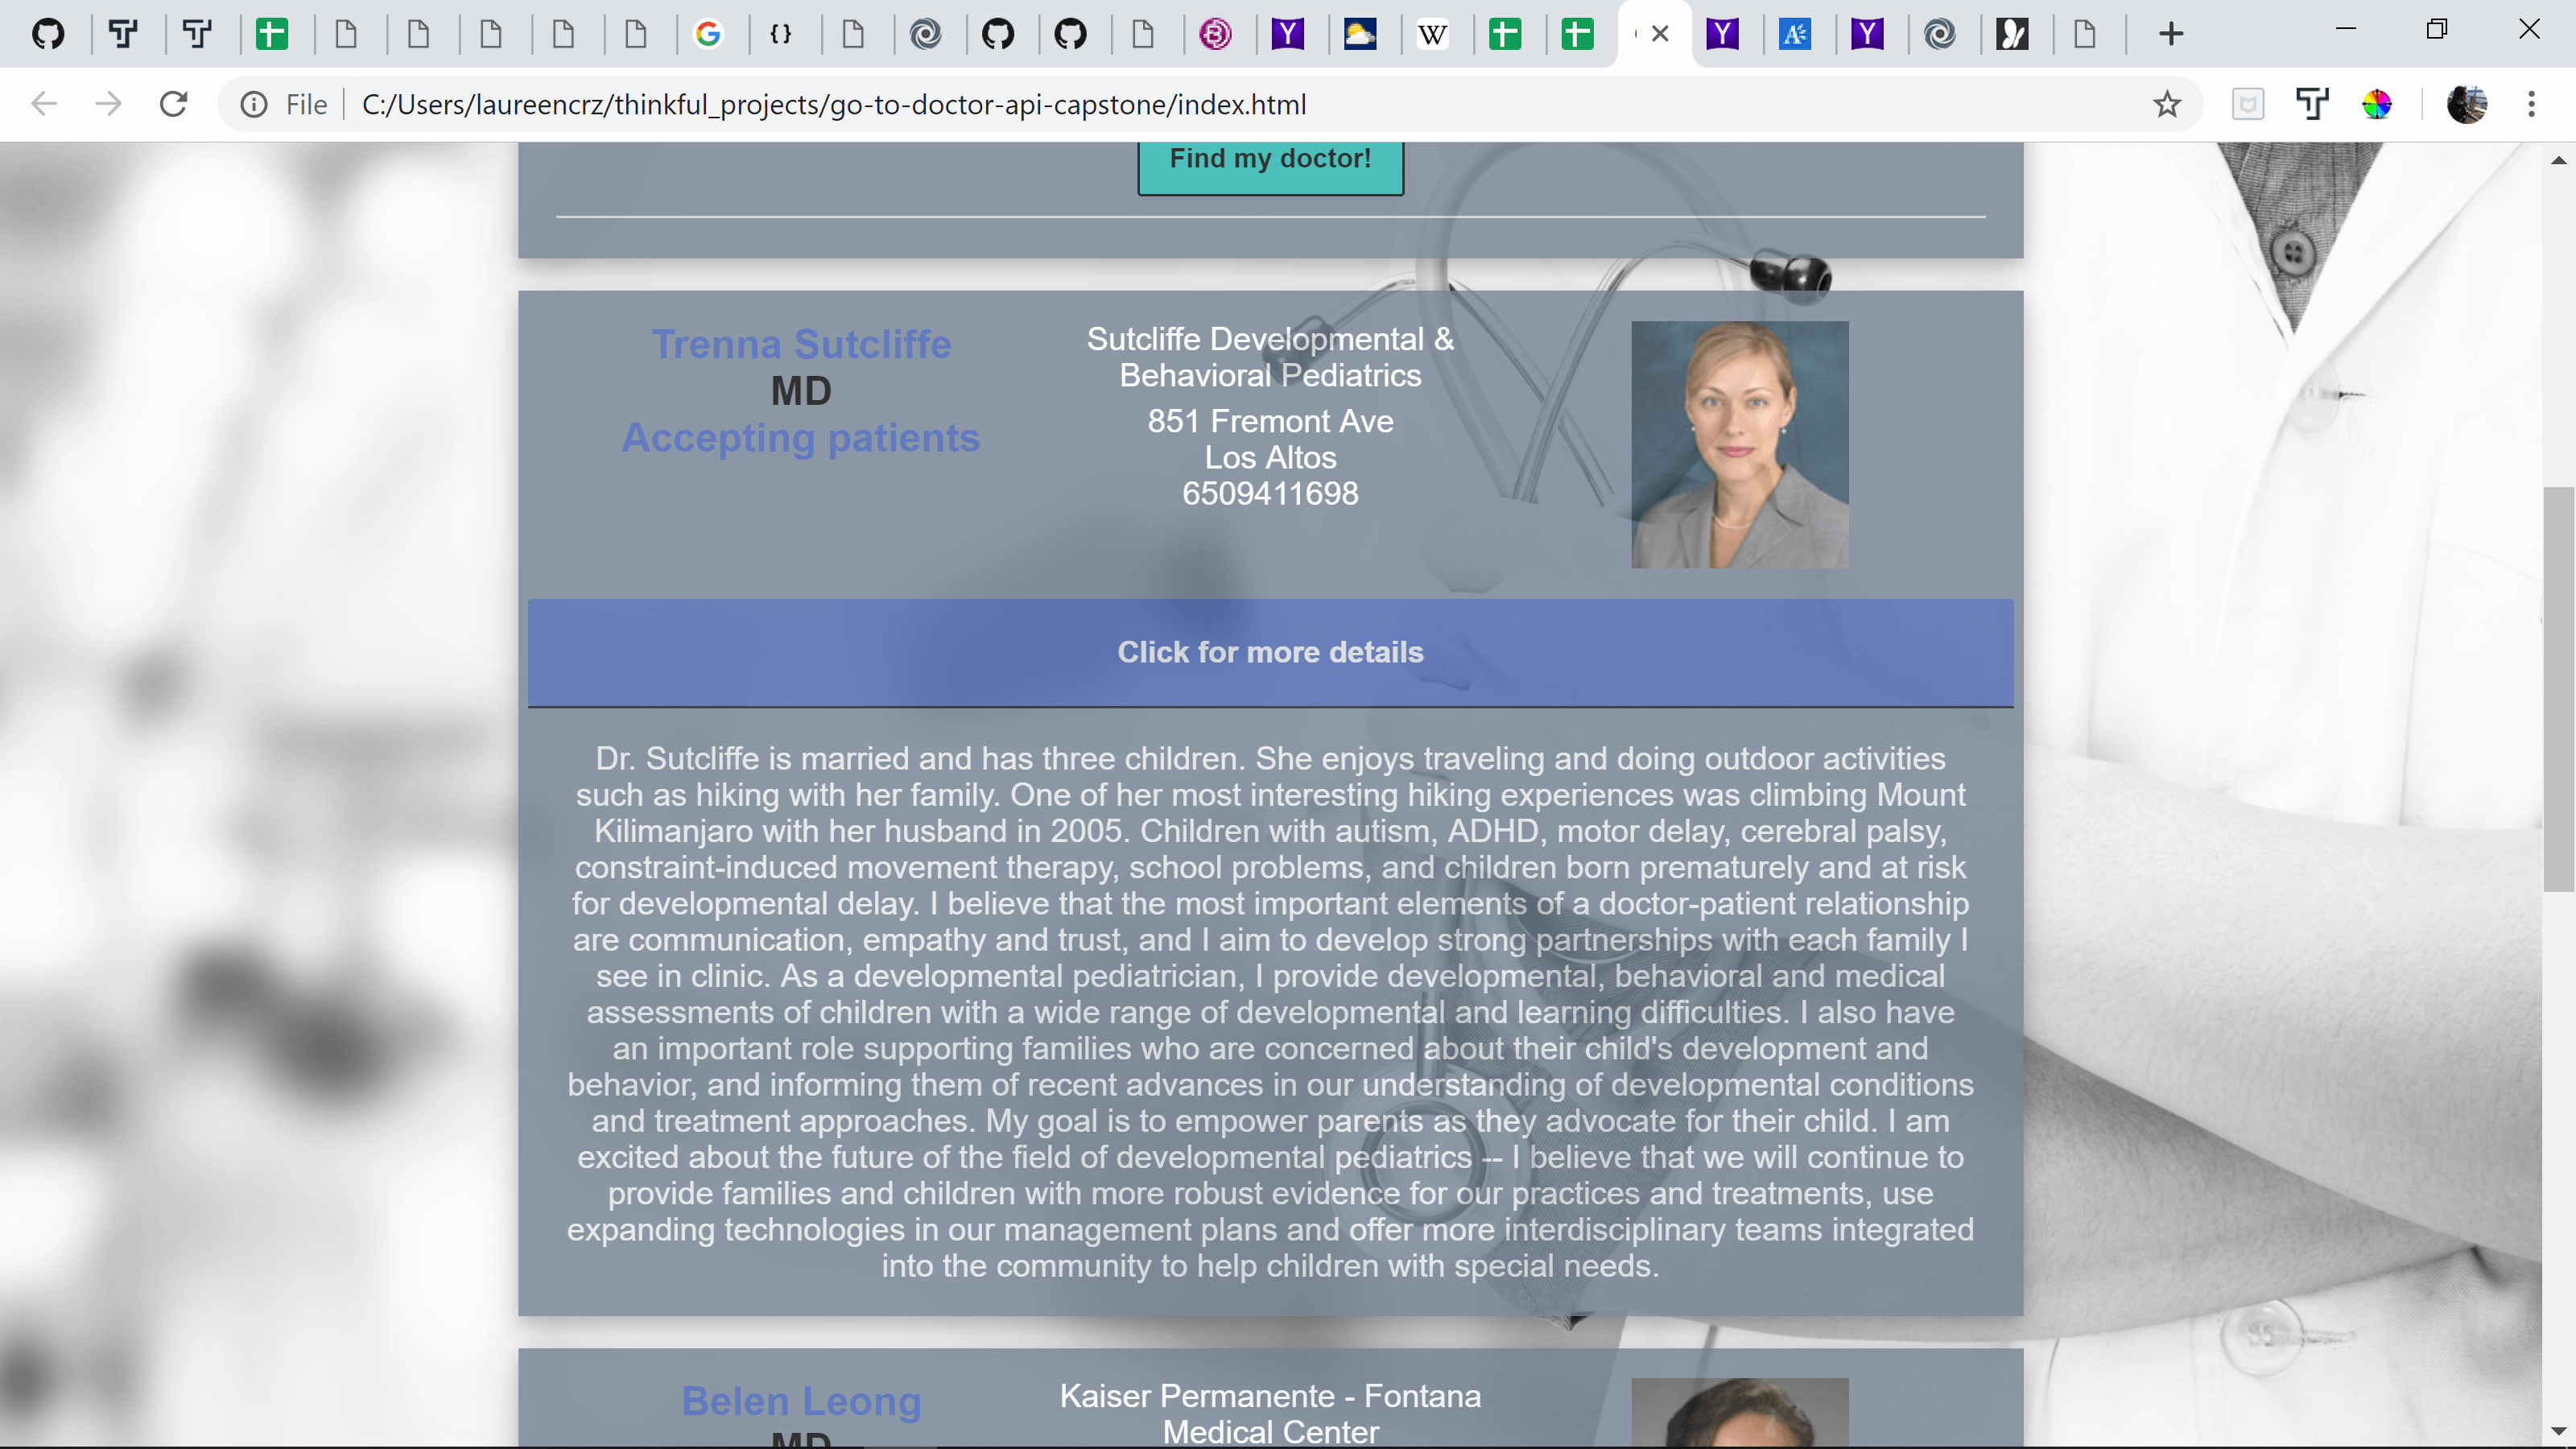 File
C:/Users/laureencrz/thinkful_projects/go-to-doctor-api-capstone/index.html
Find my doctor!
Trenna Sutcliffe
MD
Accepting patients
Sutcliffe Developmental &
Behavioral Pediatrics
851 Fremont Ave
Los Altos
6509411698
Click for more details
Dr. Sutcliffe is married and has three children. She enjoys traveling and doing outdoor activities
such as hiking with her family. One of her most interesting hiking experiences was climbing Mount
Kilimanjaro with her husband in 2005. Children with autism, ADHD, motor delay, cerebral palsy,
constraint-induced movement therapy, school problems, and children born prematurely and at risk
for developmental delay. I believe that the most important elements of a doctor-patient relationship
are communication, empathy and trust, and I aim to develop strong partnerships with each family I
see in clinic. As a developmental pediatrician, I provide developmental, behavioral and medical
assessments of children with a wide range of developmental and learning difficulties. I also have
an important role supporting families who are concerned about their child's development and
behavior, and informing them of recent advances in our understanding of developmental conditions
and treatment approaches. My goal is to empower parents as they advocate for their child. I am
excited about the future of the field of developmental pediatrics -- I believe that we will continue to
provide families and children with more robust evidence for our practices and treatments, use
expanding technologies in our management plans and offer more interdisciplinary teams integrated
into the community to help children with special needs.
Belen Leong
MD
Kaiser Permanente - Fontana
Medical Center